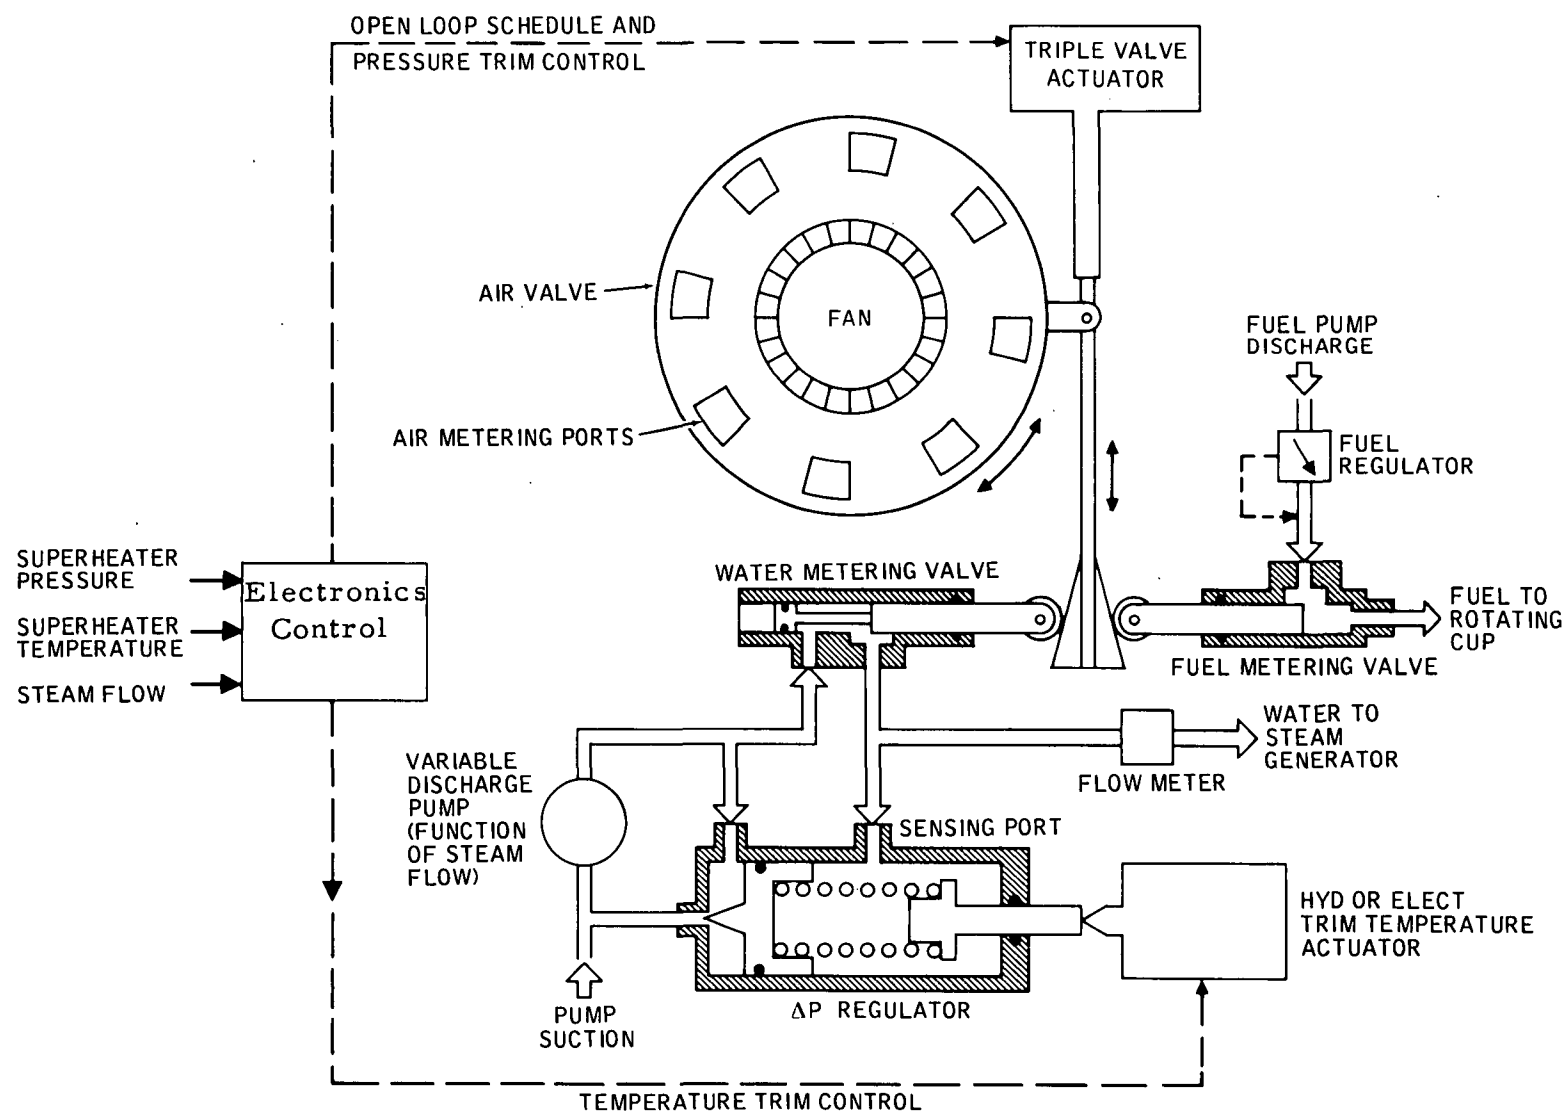 OPEN LOOP SCHEDULE AND
PRESSURE TRIM CONTROL
TRIPLE VALVE
ACTUATOR
AIR VALVE
FAN
AIR METERING PORTS
FUEL PUMP
DISCHARGE
FUEL
REGULATOR
SUPERHEATER
PRESSURE
SUPERHEATER
TEMPERATURE
STEAM FLOW
Electronics
Control
WATER METERING VALVE
FUEL TO
ROTATING
CUP
FUEL METERING VALVE
WATER TO
STEAM
GENERATOR
FLOW METER
VARIABLE
DISCHARGE
PUMP
(FUNCTION
OF STEAM
FLOW)
SENSING PORT
HYD OR ELECT
TRIM TEMPERATURE
ACTUATOR
ΔP REGULATOR
PUMP
SUCTION
TEMPERATURE TRIM CONTROL